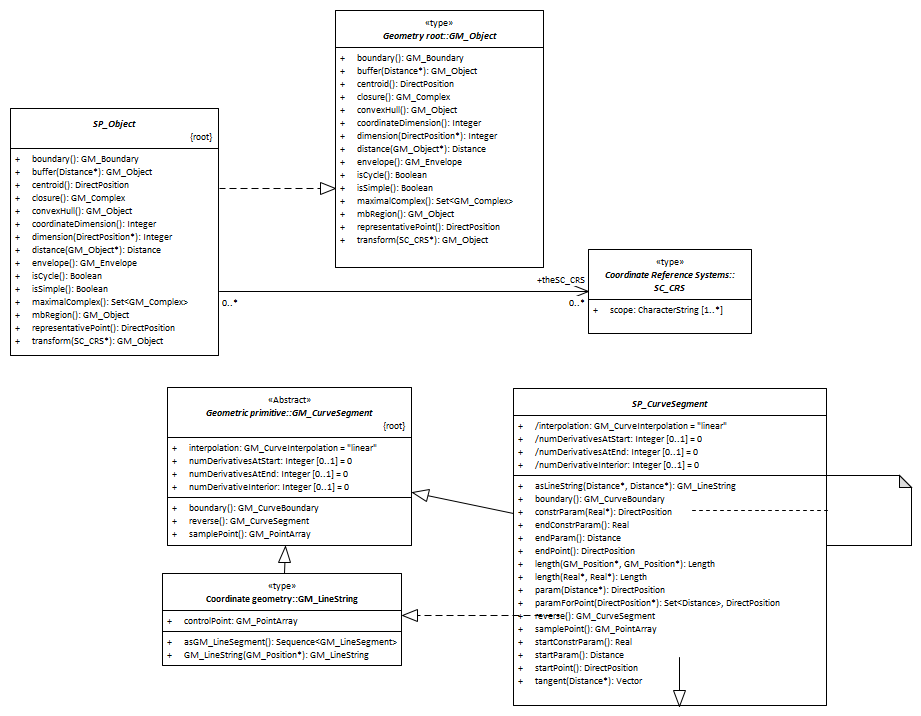 «type»
Geometry root::GM_Object
+ boundary(): GM_Boundary
+ buffer(Distance*): GM_Object
+ centroid(): DirectPosition
+ closure(): GM_Complex
+ convexHull(): GM_Object
+ coordinateDimension(): Integer
+ dimension(DirectPosition*): Integer
+ distance(GM_Object*): Distance
+ envelope(): GM_Envelope
+ isCycle(): Boolean
+ isSimple(): Boolean
+ maximalComplex(): Set<GM_Complex>
+ mbRegion(): GM_Object
+ representativePoint(): DirectPosition
+ transform(SC_CRS*): GM_Object
SP_Object
{root}
+ boundary(): GM_Boundary
+ buffer(Distance*): GM_Object
+ centroid(): DirectPosition
+ closure(): GM_Complex
+ convexHull(): GM_Object
+ coordinateDimension(): Integer
+ dimension(DirectPosition*): Integer
+ distance(GM_Object*): Distance
+ envelope(): GM_Envelope
+ isCycle(): Boolean
+ isSimple(): Boolean
+ maximalComplex(): Set<GM_Complex>
+ mbRegion(): GM_Object
+ representativePoint(): DirectPosition
+ transform(SC_CRS*): GM_Object
+theSC_CRS
0..*
0..*
«type»
Coordinate Reference Systems::
SC_CRS
+ scope: CharacterString [1..*]
«Abstract»
Geometric primitive::GM_CurveSegment
{root}
+ interpolation: GM_CurveInterpolation = "linear"
+ numDerivativesAtStart: Integer [0..1] = 0
+ numDerivativesAtEnd: Integer [0..1] = 0
+ numDerivativeInterior: Integer [0..1] = 0
+ boundary(): GM_CurveBoundary
+ reverse(): GM_CurveSegment
+ samplePoint(): GM_PointArray
«type»
Coordinate geometry::GM_LineString
+ controlPoint: GM_PointArray
+ asGM_LineSegment(): Sequence<GM_LineSegment>
+ GM_LineString(GM_Position*): GM_LineString
SP_CurveSegment
+ /interpolation: GM_CurveInterpolation = "linear"
+ /numDerivativesAtStart: Integer [0..1] = 0
+ /numDerivativesAtEnd: Integer [0..1] = 0
+ /numDerivativeInterior: Integer [0..1] = 0
+ asLineString(Distance*, Distance*): GM_LineString
+ boundary(): GM_CurveBoundary
+ constrParam(Real*): DirectPosition
+ endConstrParam(): Real
+ endParam(): Distance
+ endPoint(): DirectPosition
+ length(GM_Position*, GM_Position*): Length
+ length(Real*, Real*): Length
+ param(Distance*): DirectPosition
+ paramForPoint(DirectPosition*): Set<Distance>, DirectPosition
+ reverse(): GM_CurveSegment
+ samplePoint(): GM_PointArray
+ startConstrParam(): Real
+ startParam(): Distance
+ startPoint(): DirectPosition
+ tangent(Distance*): Vector